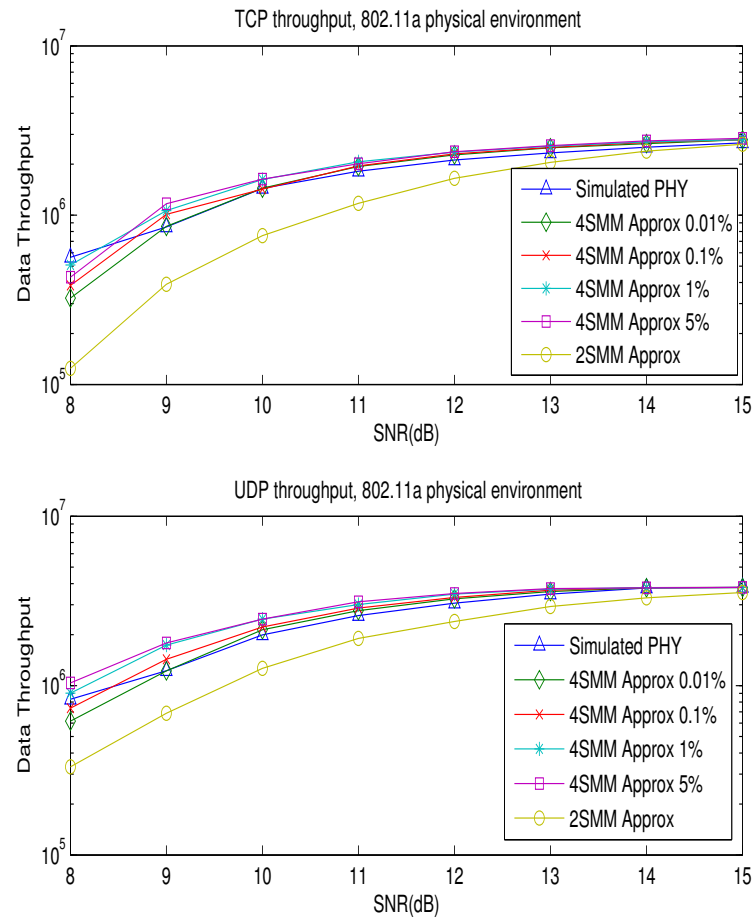 TCP throughput, 802.11a physical environment
10^7
10^6
10^5
Data Throughput
Simulated PHY
4SMM Approx 0.01%
4SMM Approx 0.1%
4SMM Approx 1%
4SMM Approx 5%
2SMM Approx
8 9 10 11 12 13 14 15
SNR(dB)
UDP throughput, 802.11a physical environment
10^7
10^6
10^5
Data Throughput
Simulated PHY
4SMM Approx 0.01%
4SMM Approx 0.1%
4SMM Approx 1%
4SMM Approx 5%
2SMM Approx
8 9 10 11 12 13 14 15
SNR(dB)